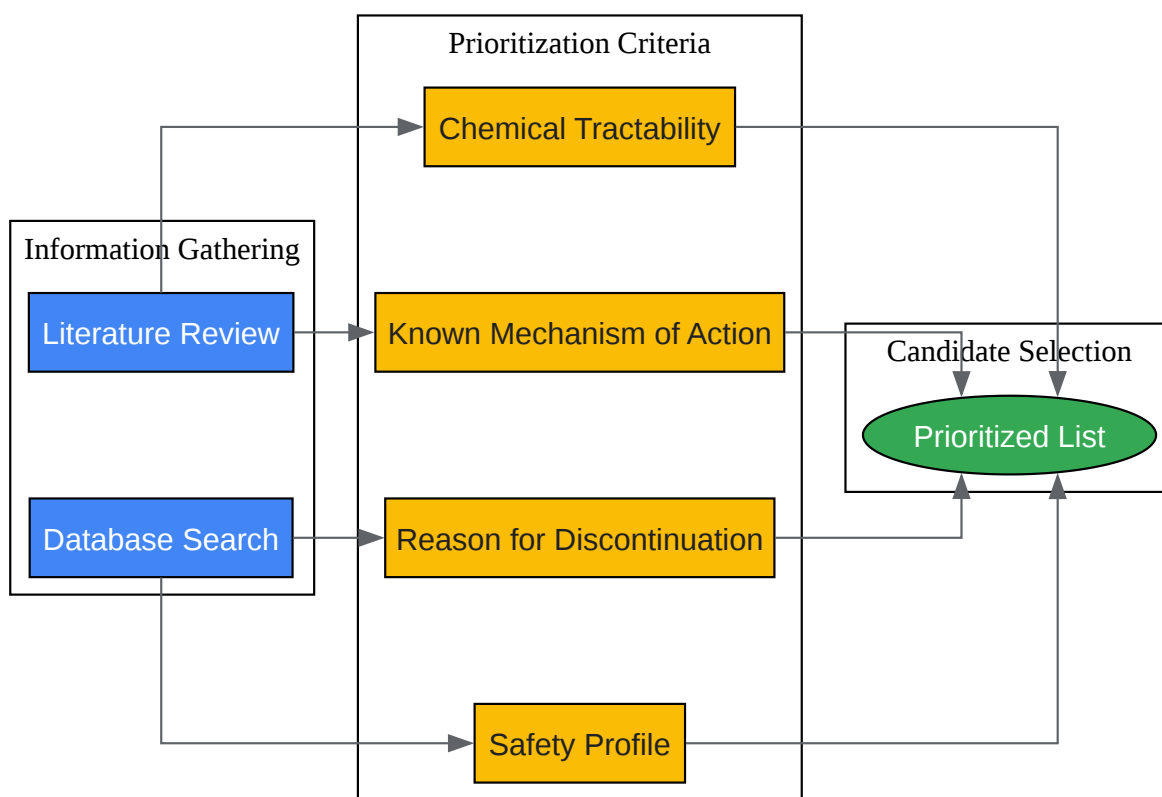 Prioritization Criteria
Chemical Tractability
Information Gathering
Literature Review
Known Mechanism of Action
Candidate Selection
Prioritized List
Database Search
Reason for Discontinuation
Safety Profile